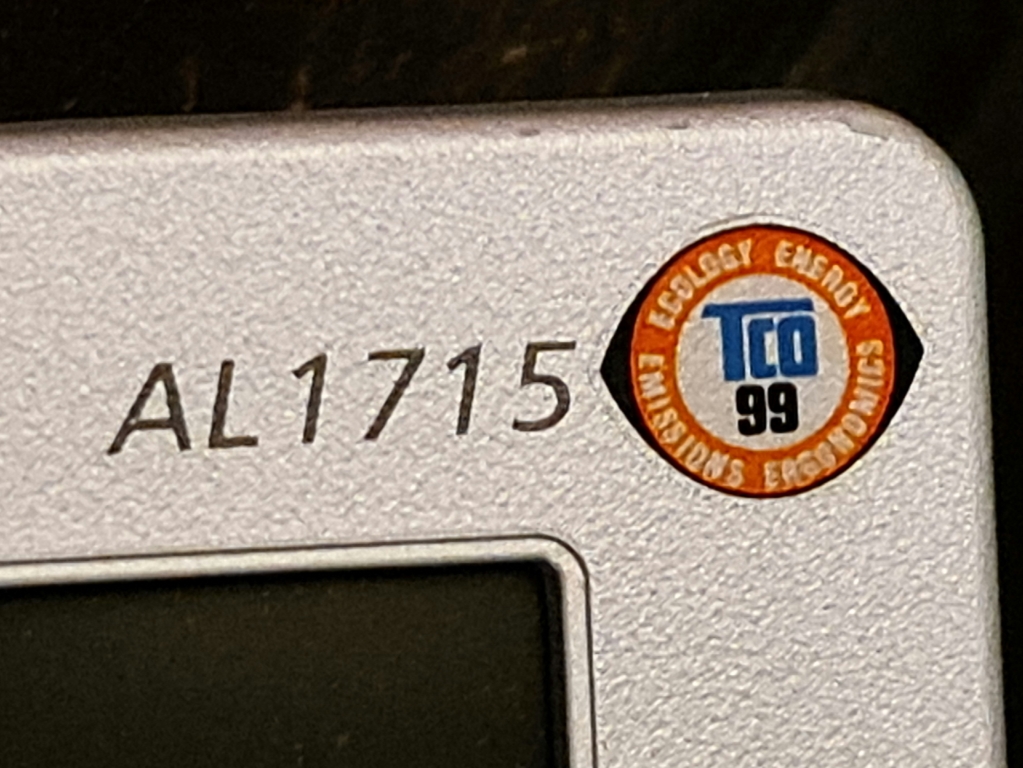 AL1715
ECOLOGY ENERGY
TCO
99
EMISSIONS ERGONOMICS